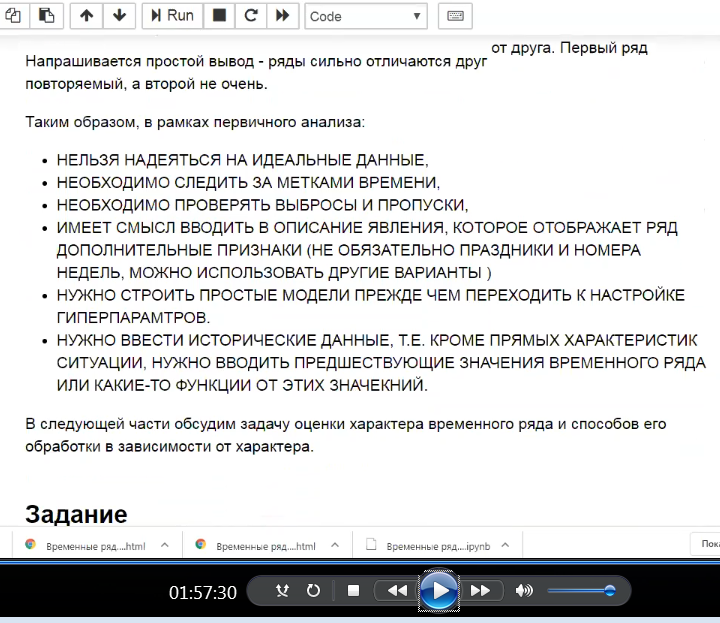 Run
Code
Напрашивается простой вывод - ряды сильно отличаются друг от друга. Первый ряд
повторяемый, а второй не очень.
Таким образом, в рамках первичного анализа:
• НЕЛЬЗЯ НАДЕЯТЬСЯ НА ИДЕАЛЬНЫЕ ДАННЫЕ,
• НЕОБХОДИМО СЛЕДИТЬ ЗА МЕТКАМИ ВРЕМЕНИ,
• НЕОБХОДИМО ПРОВЕРЯТЬ ВЫБРОСЫ И ПРОПУСКИ,
• ИМЕЕТ СМЫСЛ ВВОДИТЬ В ОПИСАНИЕ ЯВЛЕНИЯ, КОТОРОЕ ОТОБРАЖАЕТ РЯД
ДОПОЛНИТЕЛЬНЫЕ ПРИЗНАКИ (НЕ ОБЯЗАТЕЛЬНО ПРАЗДНИКИ И НОМЕРА
НЕДЕЛЬ, МОЖНО ИСПОЛЬЗОВАТЬ ДРУГИЕ ВАРИАНТЫ )
• НУЖНО СТРОИТЬ ПРОСТЫЕ МОДЕЛИ ПРЕЖДЕ ЧЕМ ПЕРЕХОДИТЬ К НАСТРОЙКЕ
ГИПЕРПАРАМТРОВ.
• НУЖНО ВВЕСТИ ИСТОРИЧЕСКИЕ ДАННЫЕ, Т.Е. КРОМЕ ПРЯМЫХ ХАРАКТЕРИСТИК
СИТУАЦИИ, НУЖНО ВВОДИТЬ ПРЕДШЕСТВУЮЩИЕ ЗНАЧЕНИЯ ВРЕМЕННОГО РЯДА
ИЛИ КАКИЕ-ТО ФУНКЦИИ ОТ ЭТИХ ЗНАЧЕКНИЙ.
В следующей части обсудим задачу оценки характера временного ряда и способов его
обработки в зависимости от характера.
Задание
Временные ряд....html
Временные ряд....html
Временные ряд....ipynb
Пока
01:57:30